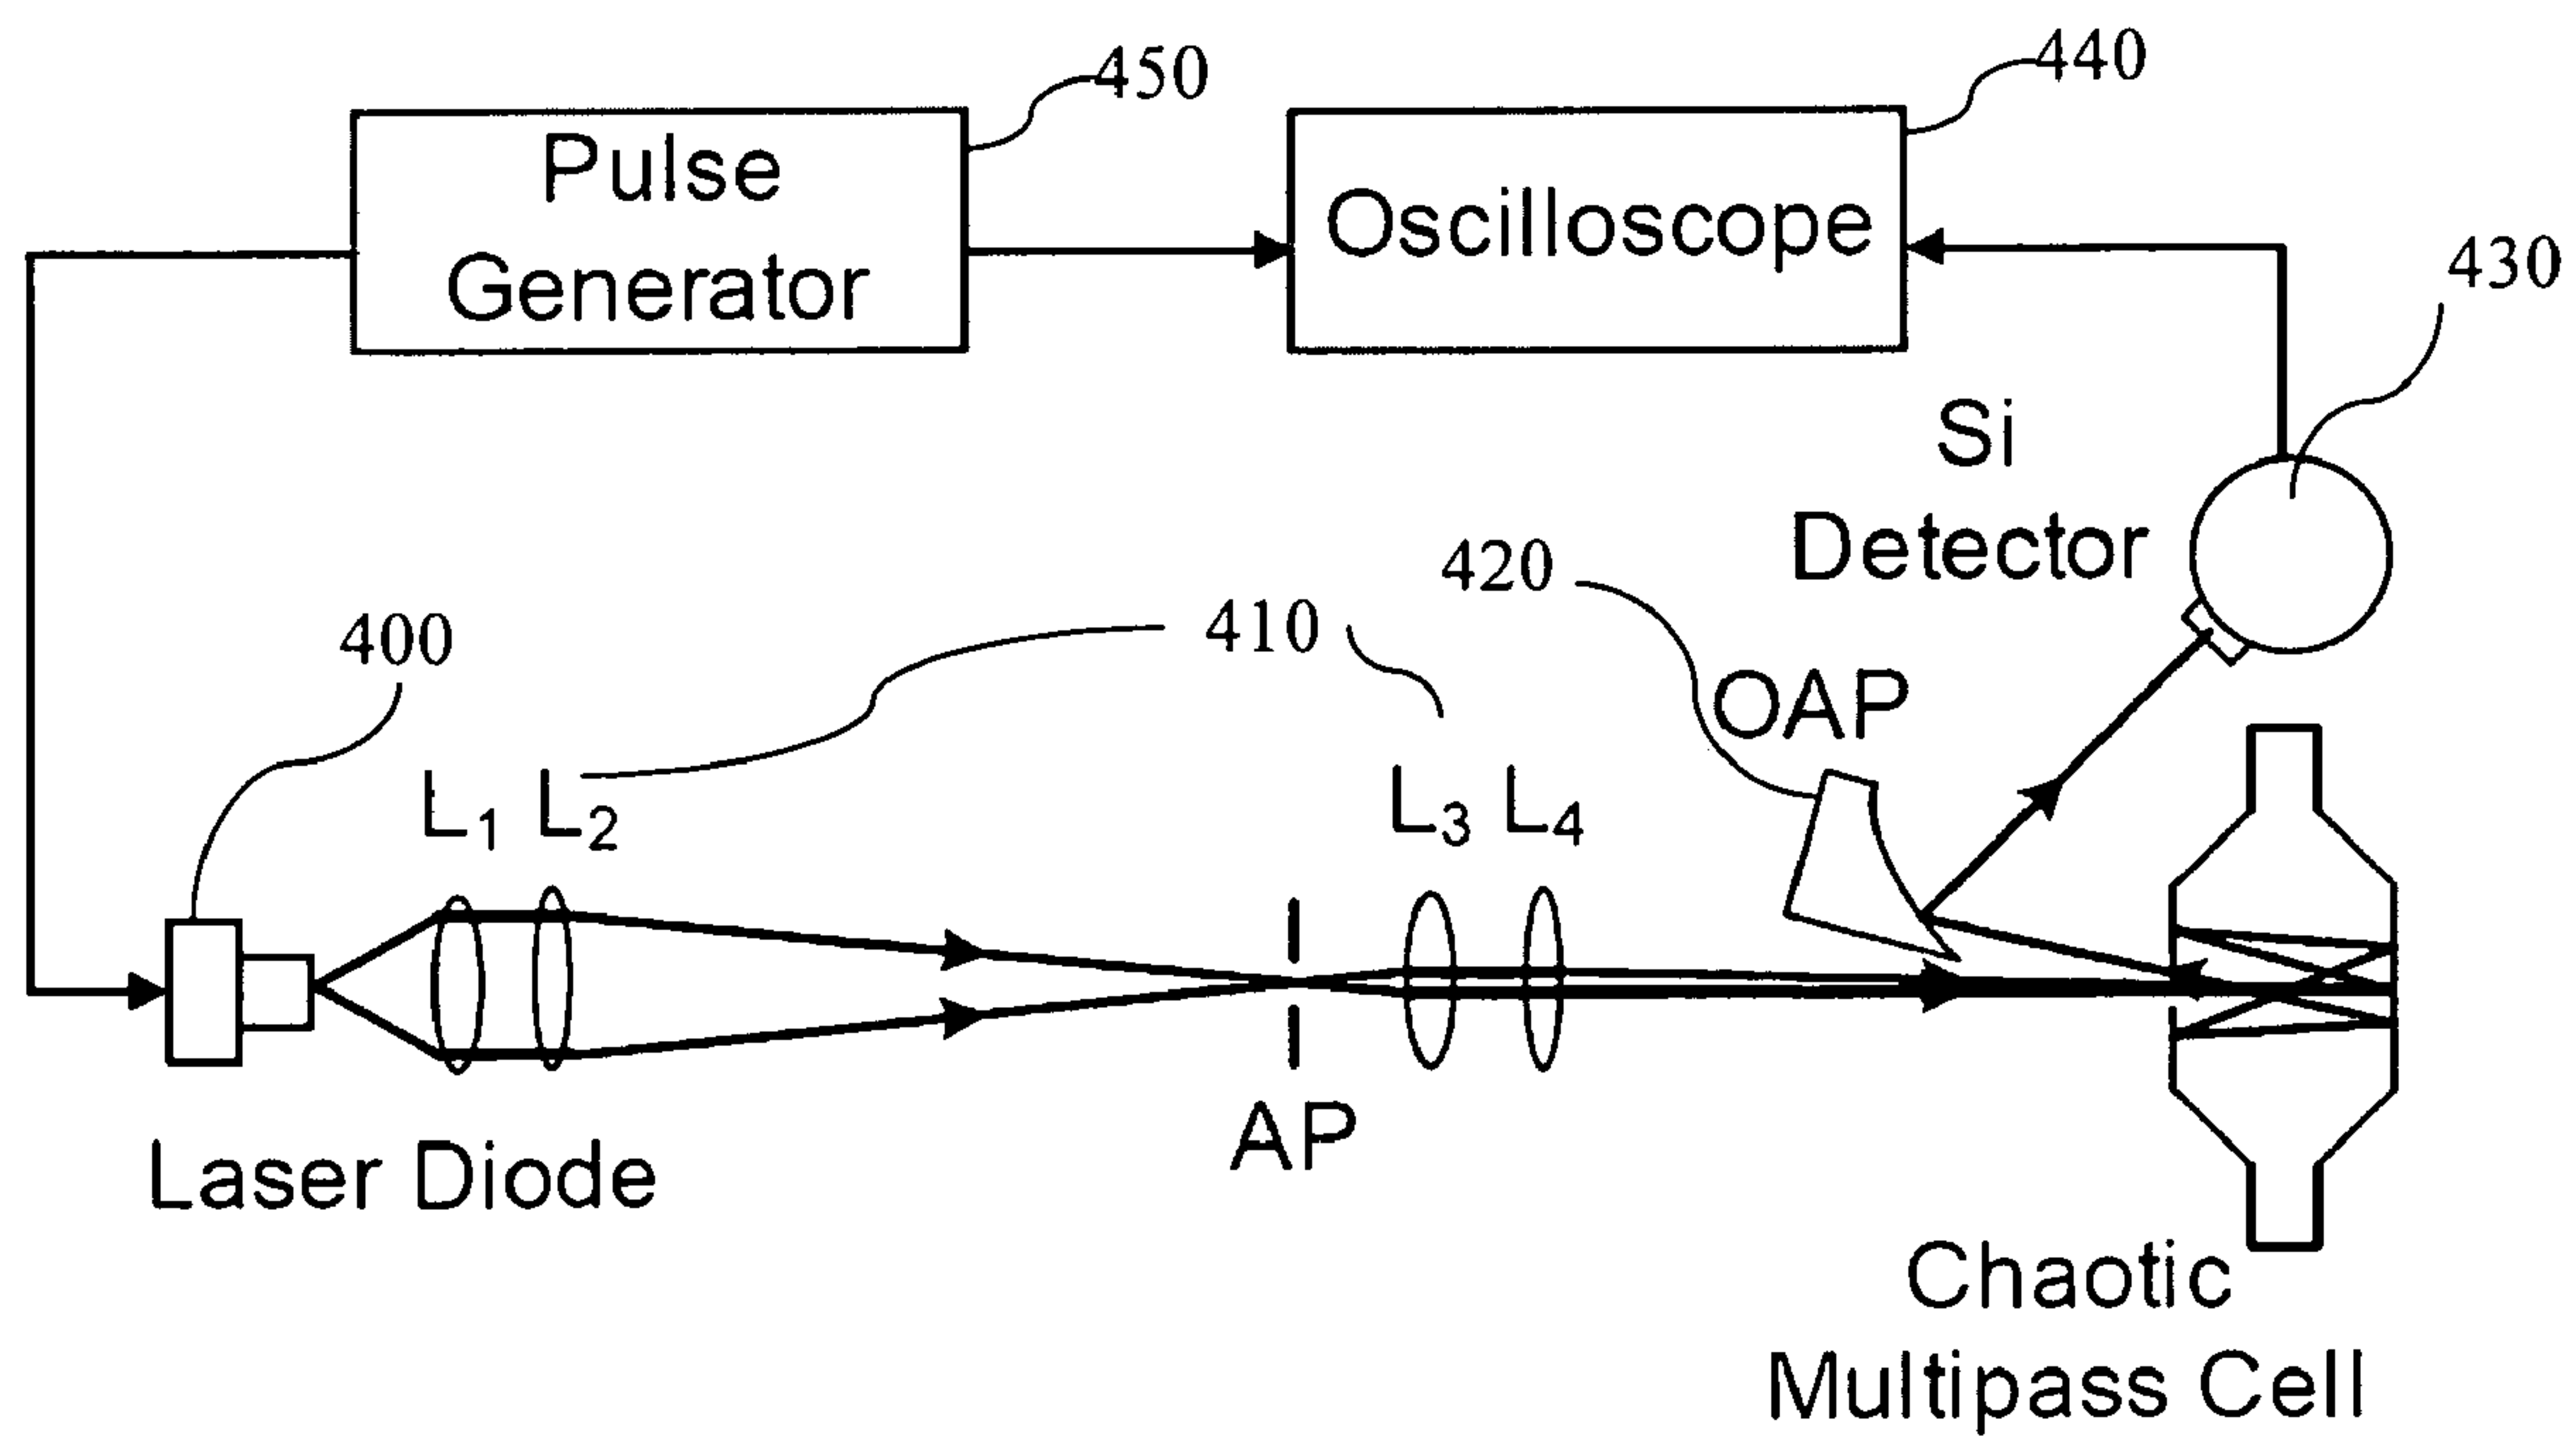 450
440
Pulse
Generator
Oscilloscope
430
Si
Detector
420
410
400
OAP
L1 L2
L3 L4
AP
Laser Diode
Chaotic
Multipass Cell